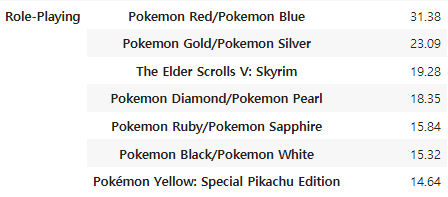 Role-Playing Pokemon Red/Pokemon Blue 31.38
Pokemon Gold/Pokemon Silver 23.09
The Elder Scrolls V: Skyrim 19.28
Pokemon Diamond/Pokemon Pearl 18.35
Pokemon Ruby/Pokemon Sapphire 15.84
Pokemon Black/Pokemon White 15.32
Pokémon Yellow: Special Pikachu Edition 14.64